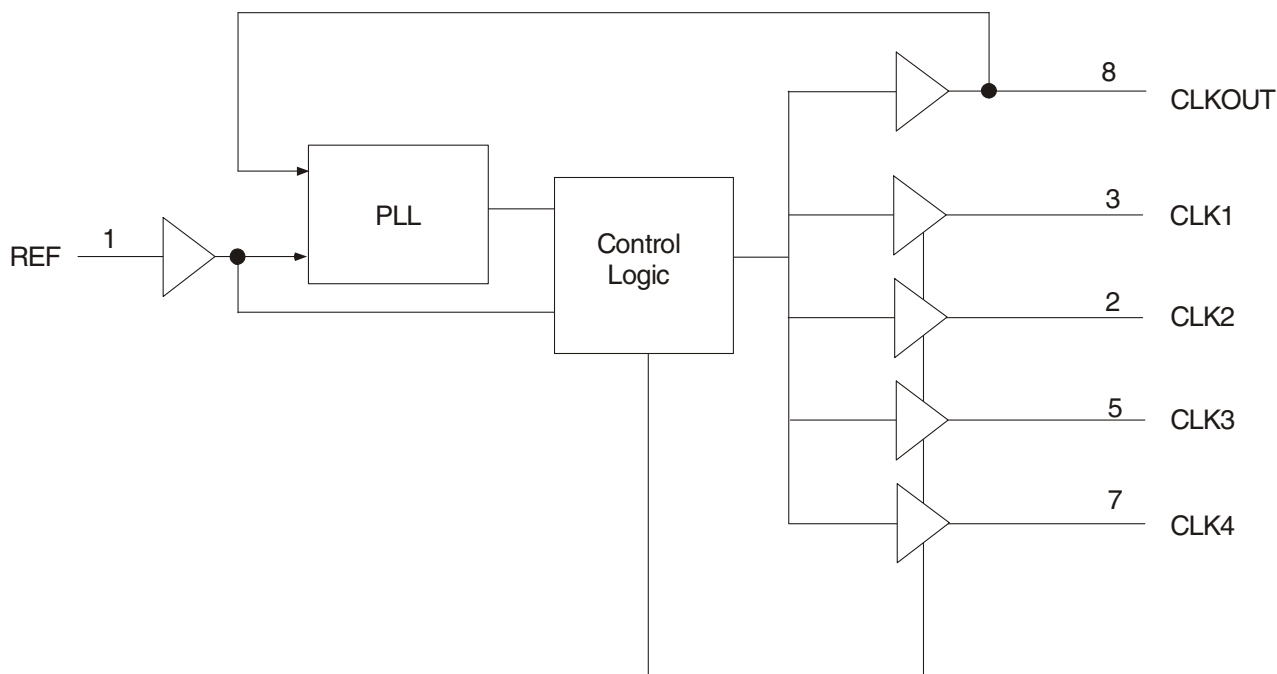 8
CLKOUT
PLL
3
CLK1
REF
1
Control
Logic
2
CLK2
5
CLK3
7
CLK4